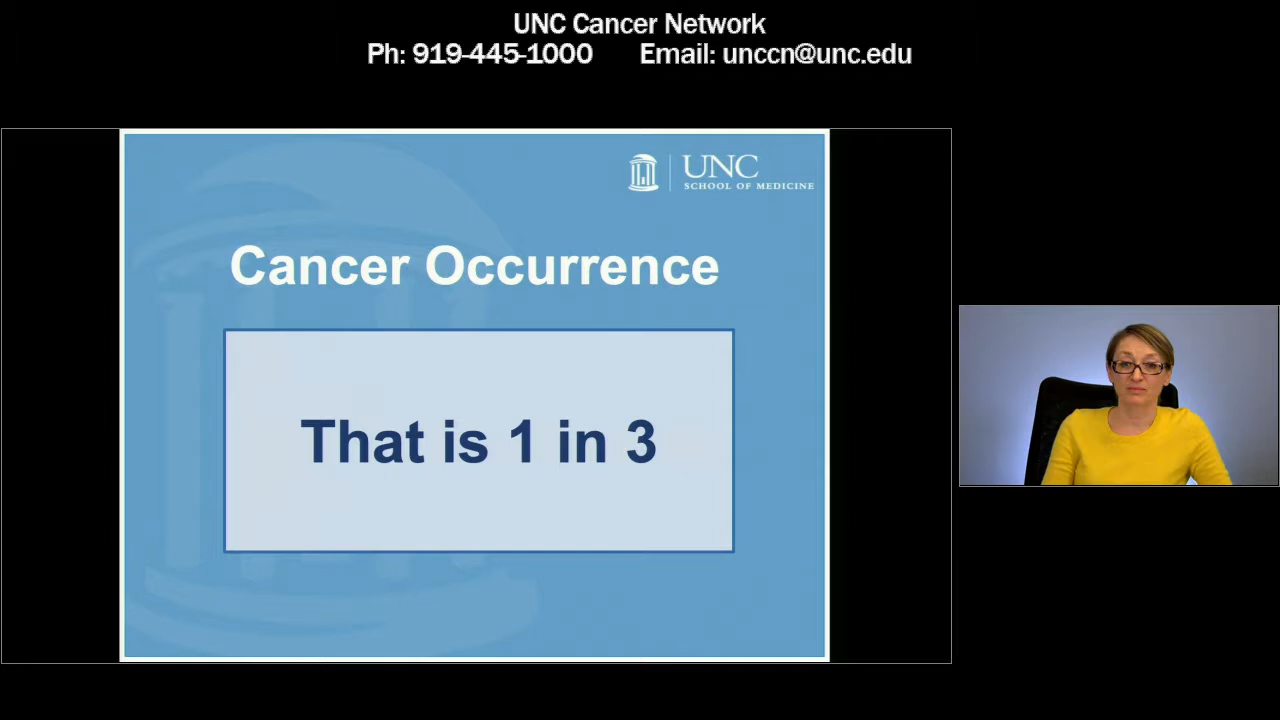 UNC Cancer Network
Ph: 919-445-1000 Email: unccn@unc.edu
UNC
SCHOOL OF MEDICINE
Cancer Occurrence
That is 1 in 3